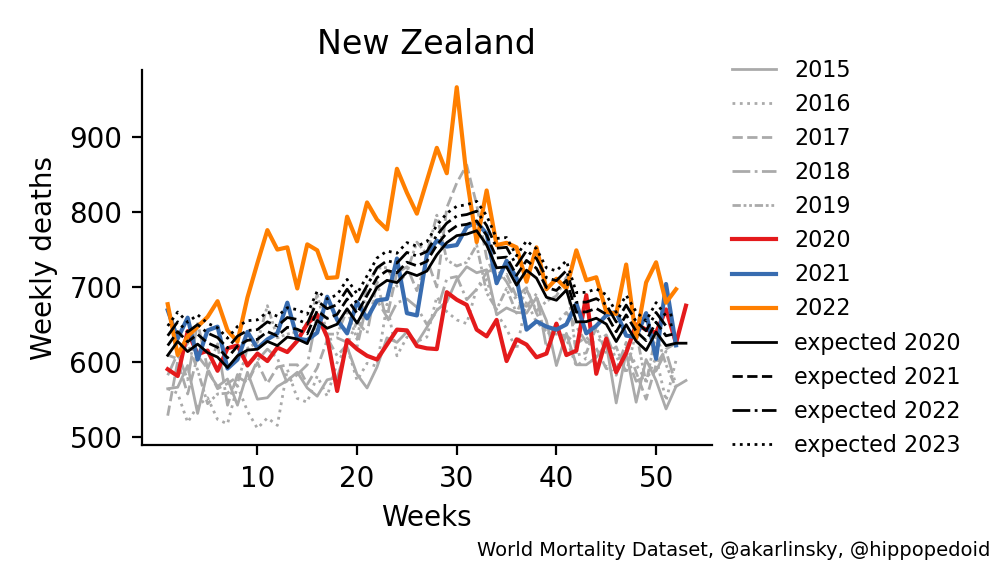 New Zealand
Weekly deaths
900
800
700
600
500
10 20 30 40 50
Weeks
2015
2016
2017
2018
2019
2020
2021
2022
expected 2020
expected 2021
expected 2022
expected 2023
World Mortality Dataset, @akarlinsky, @hippopedoid